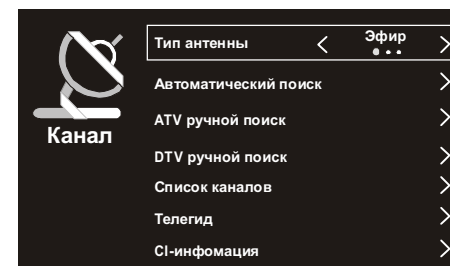 Канал
Тип антенны < Эфир >
Автоматический поиск >
ATV ручной поиск >
DTV ручной поиск >
Список каналов >
Телегид >
CI-инфомация >